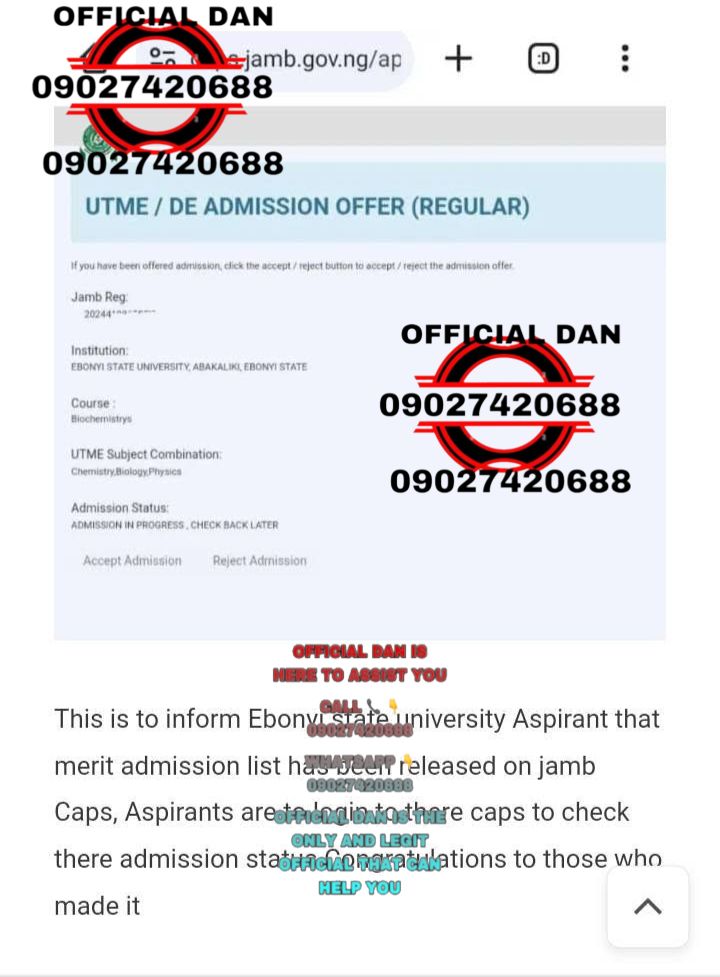 OFFICIAL DAN
jamb.gov.ng/ap
:D
09027420688
09027420688
UTME / DE ADMISSION OFFER (REGULAR)
If you have been offered admission, click the accept / reject button to accept / reject the admission offer.
Jamb Reg:
20244**********
OFFICIAL DAN
Institution:
EBONYI STATE UNIVERSITY, ABAKALIKI, EBONYI STATE
09027420688
Course :
Biochemistrys
UTME Subject Combination:
Chemistry,Biology,Physics
09027420688
Admission Status:
ADMISSION IN PROGRESS , CHECK BACK LATER
Accept Admission Reject Admission
OFFICIAL DAN IS
HERE TO ASSIST YOU
CALL 📞👇
09027420688
WHATSAPP 👇
09027420688
OFFICIAL DAN IS THE
ONLY AND LEGIT
OFFICIAL THAT CAN
HELP YOU
This is to inform Ebonyi state university Aspirant that
merit admission list has been released on jamb
Caps, Aspirants are to login to there caps to check
there admission status Congratulations to those who
made it